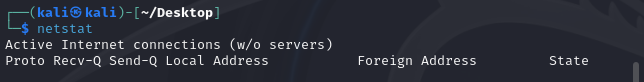 ┌──(kali㉿kali)-[~/Desktop]
└─$ netstat
Active Internet connections (w/o servers)
Proto Recv-Q Send-Q Local Address           Foreign Address         State